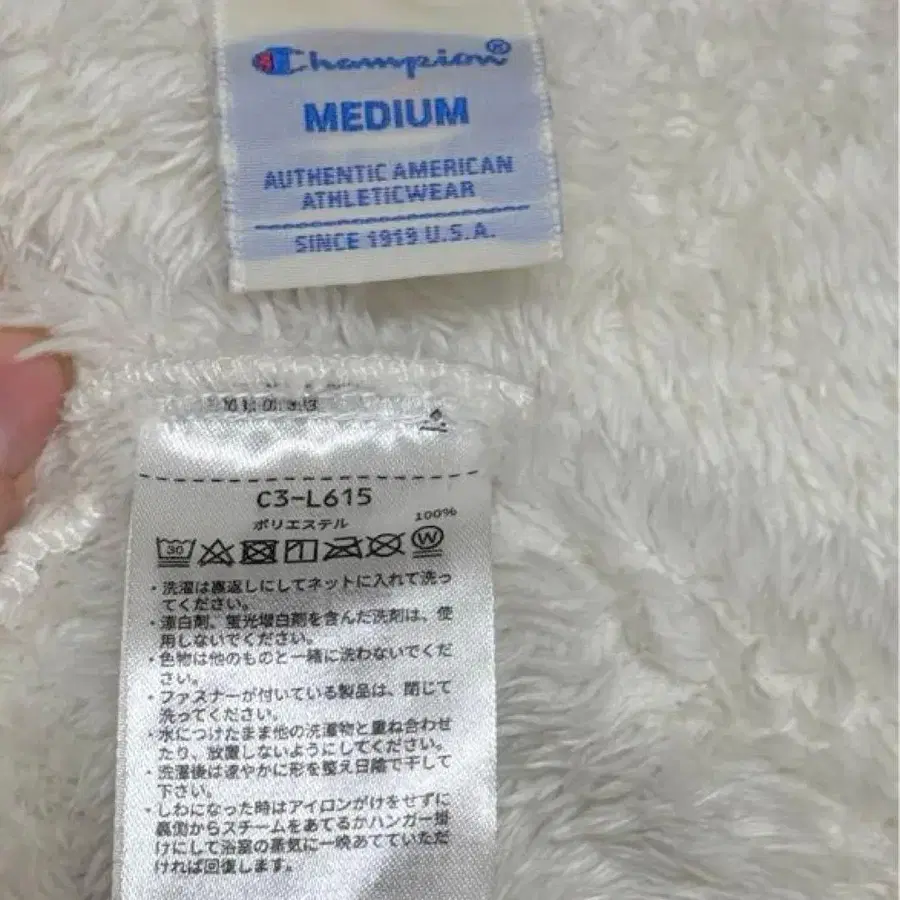 Champion®
MEDIUM
AUTHENTIC AMERICAN
ATHLETICWEAR
SINCE 1919 U.S.A.
C3-L615
ポリエステル 100%
30 W
・洗濯は裏返しにしてネットに入れて洗っ
てください。
・漂白剤、蛍光増白剤を含んだ洗剤は、使
用しないでください。
・色物は他のものと一緒に洗わないでくだ
さい。
・ファスナーが付いている製品は、閉じて
洗ってください。
・水につけたまま他の洗濯物と重ね合わせ
たり、放置しないようにしてください。
・洗濯後は速やかに形を整え日陰で干して
下さい。
・しわになった時はアイロンがけをせずに
裏側からスチームをあてるかハンガー掛
けにして浴室の蒸気に一晩あてていただ
ければ回復します。